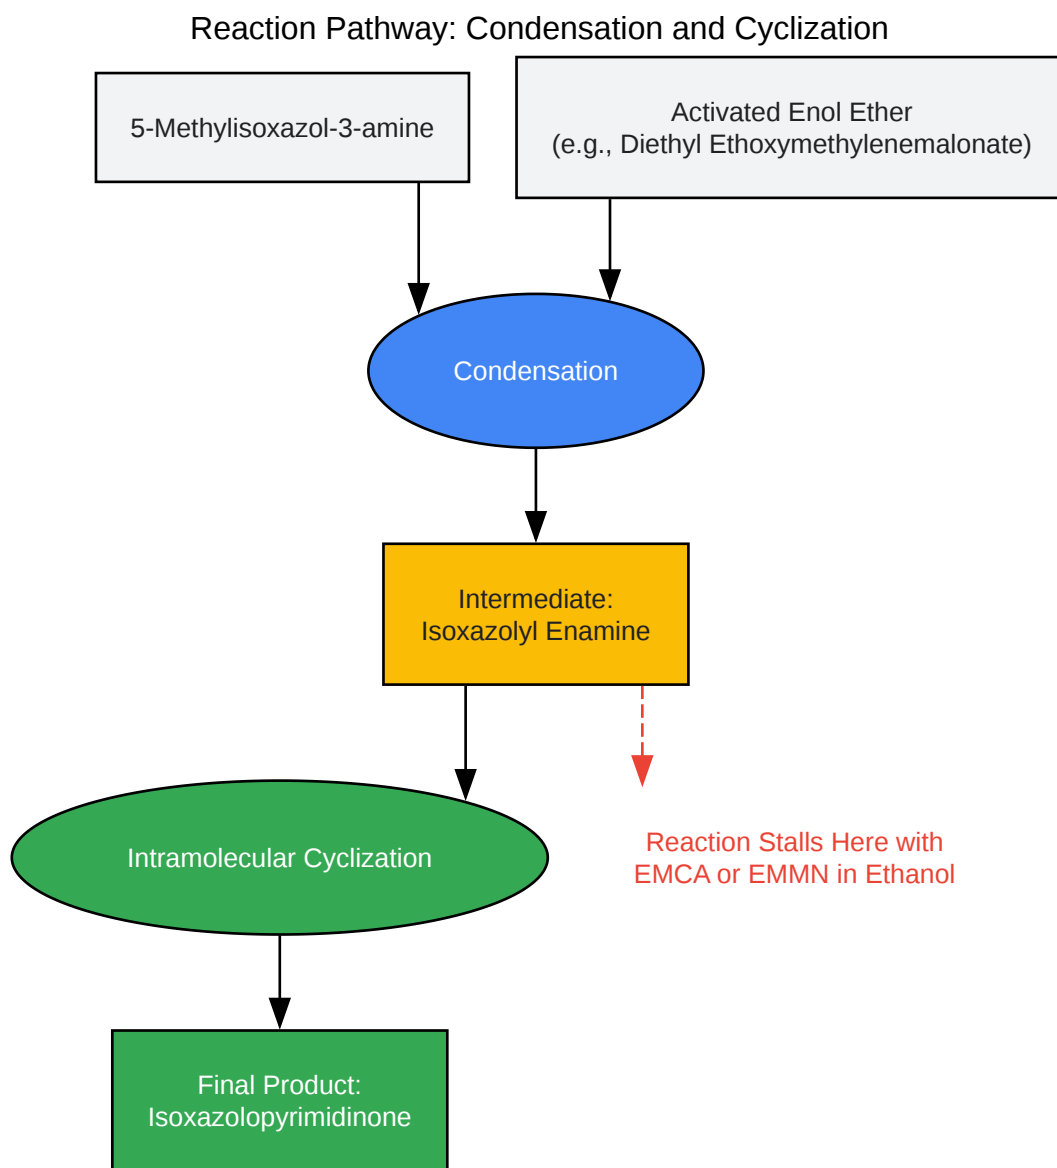 Reaction Pathway: Condensation and Cyclization
5-Methylisoxazol-3-amine
Activated Enol Ether
(e.g., Diethyl Ethoxymethylenemalonate)
Condensation
Intermediate:
Isoxazolyl Enamine
Intramolecular Cyclization
Reaction Stalls Here with
EMCA or EMMN in Ethanol
Final Product:
Isoxazolopyrimidinone